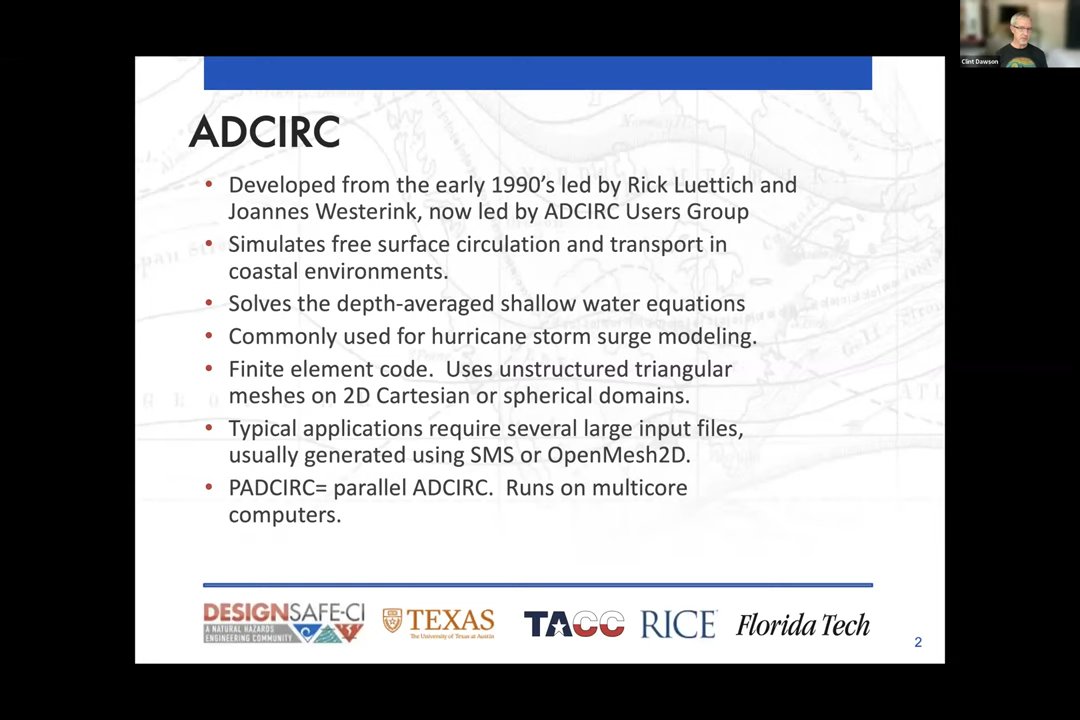 Clint Dawson
ADCIRC
• Developed from the early 1990's led by Rick Luettich and
Joannes Westerink, now led by ADCIRC Users Group
• Simulates free surface circulation and transport in
coastal environments.
• Solves the depth-averaged shallow water equations
• Commonly used for hurricane storm surge modeling.
• Finite element code.  Uses unstructured triangular
meshes on 2D Cartesian or spherical domains.
• Typical applications require several large input files,
usually generated using SMS or OpenMesh2D.
• PADCIRC= parallel ADCIRC.  Runs on multicore
computers.
DESIGNSAFE-CI
A NATURAL HAZARDS
ENGINEERING COMMUNITY
TEXAS
The University of Texas at Austin
TACC
RICE
Florida Tech
2